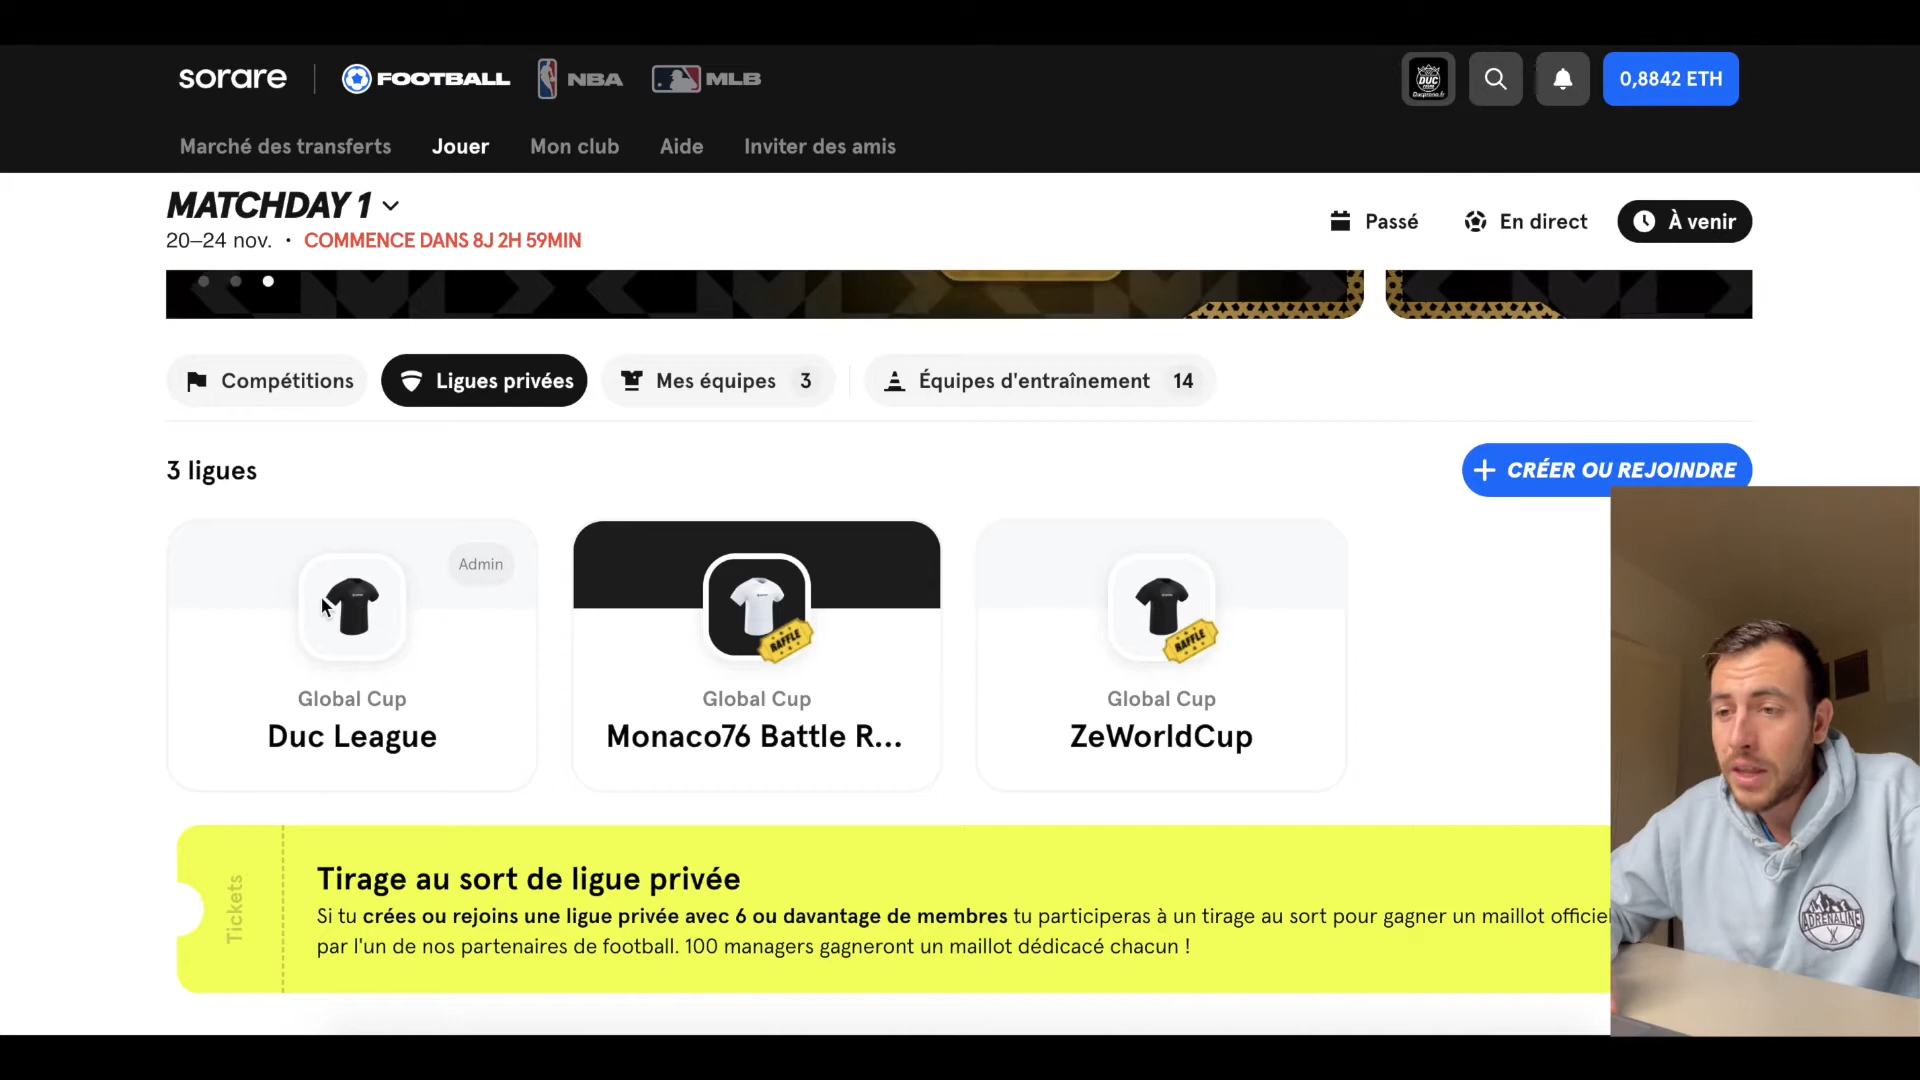 sorare
FOOTBALL
NBA
MLB
DUC
0,8842 ETH
Marché des transferts
Jouer
Mon club
Aide
Inviter des amis
MATCHDAY 1
20–24 nov. • COMMENCE DANS 8J 2H 59MIN
Passé
En direct
À venir
Compétitions
Ligues privées
Mes équipes 3
Équipes d'entraînement 14
3 ligues
+ CRÉER OU REJOINDRE
Admin
RAFFLE
RAFFLE
Global Cup
Duc League
Global Cup
Monaco76 Battle R...
Global Cup
ZeWorldCup
Tickets
Tirage au sort de ligue privée
Si tu crées ou rejoins une ligue privée avec 6 ou davantage de membres tu participeras à un tirage au sort pour gagner un maillot officiel
par l'un de nos partenaires de football. 100 managers gagneront un maillot dédicacé chacun !
ADRENALINE